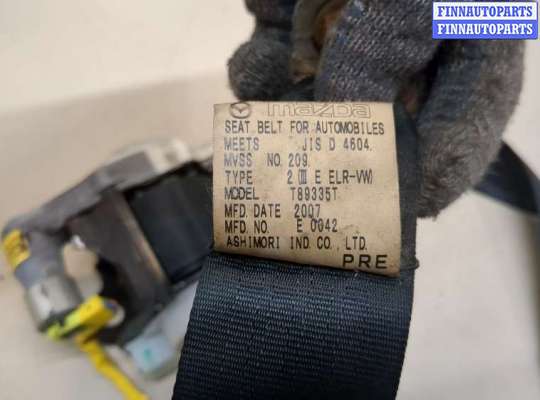 FINNAUTOPARTS
FINNAUTOPARTS
mazda
SEAT BELT FOR AUTOMOBILES
MEETS JIS D 4604
MVSS NO. 209.
TYPE 2 (III E ELR-VW)
MODEL T89335T
MFD. DATE 2007
MFD. NO. E 0042
ASHIMORI IND. CO., LTD.
PRE